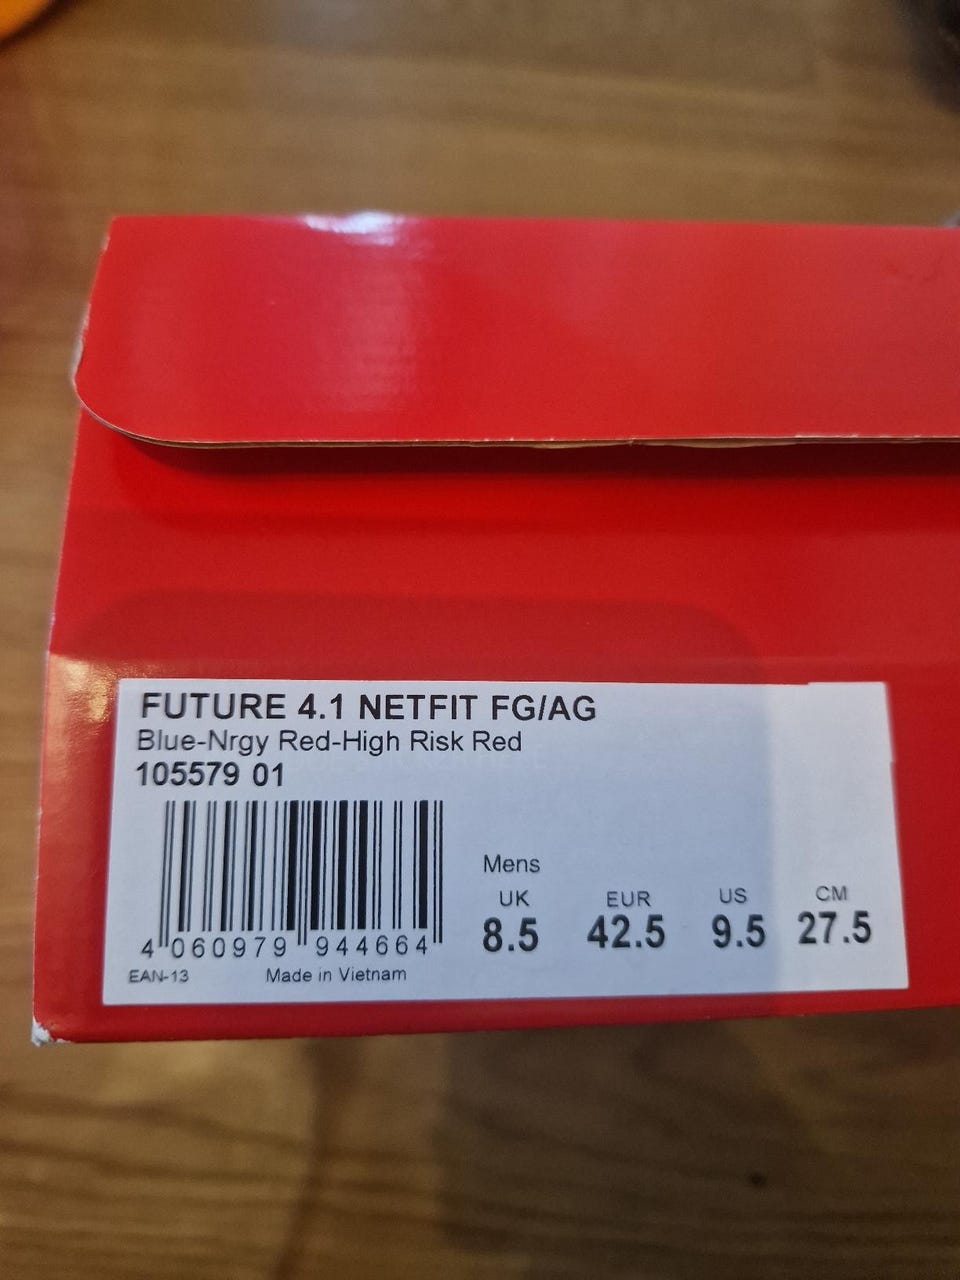 FUTURE 4.1 NETFIT FG/AG
Blue-Nrgy Red-High Risk Red
105579 01
4 060979 944664
EAN-13 Made in Vietnam
Mens
UK EUR US CM
8.5 42.5 9.5 27.5